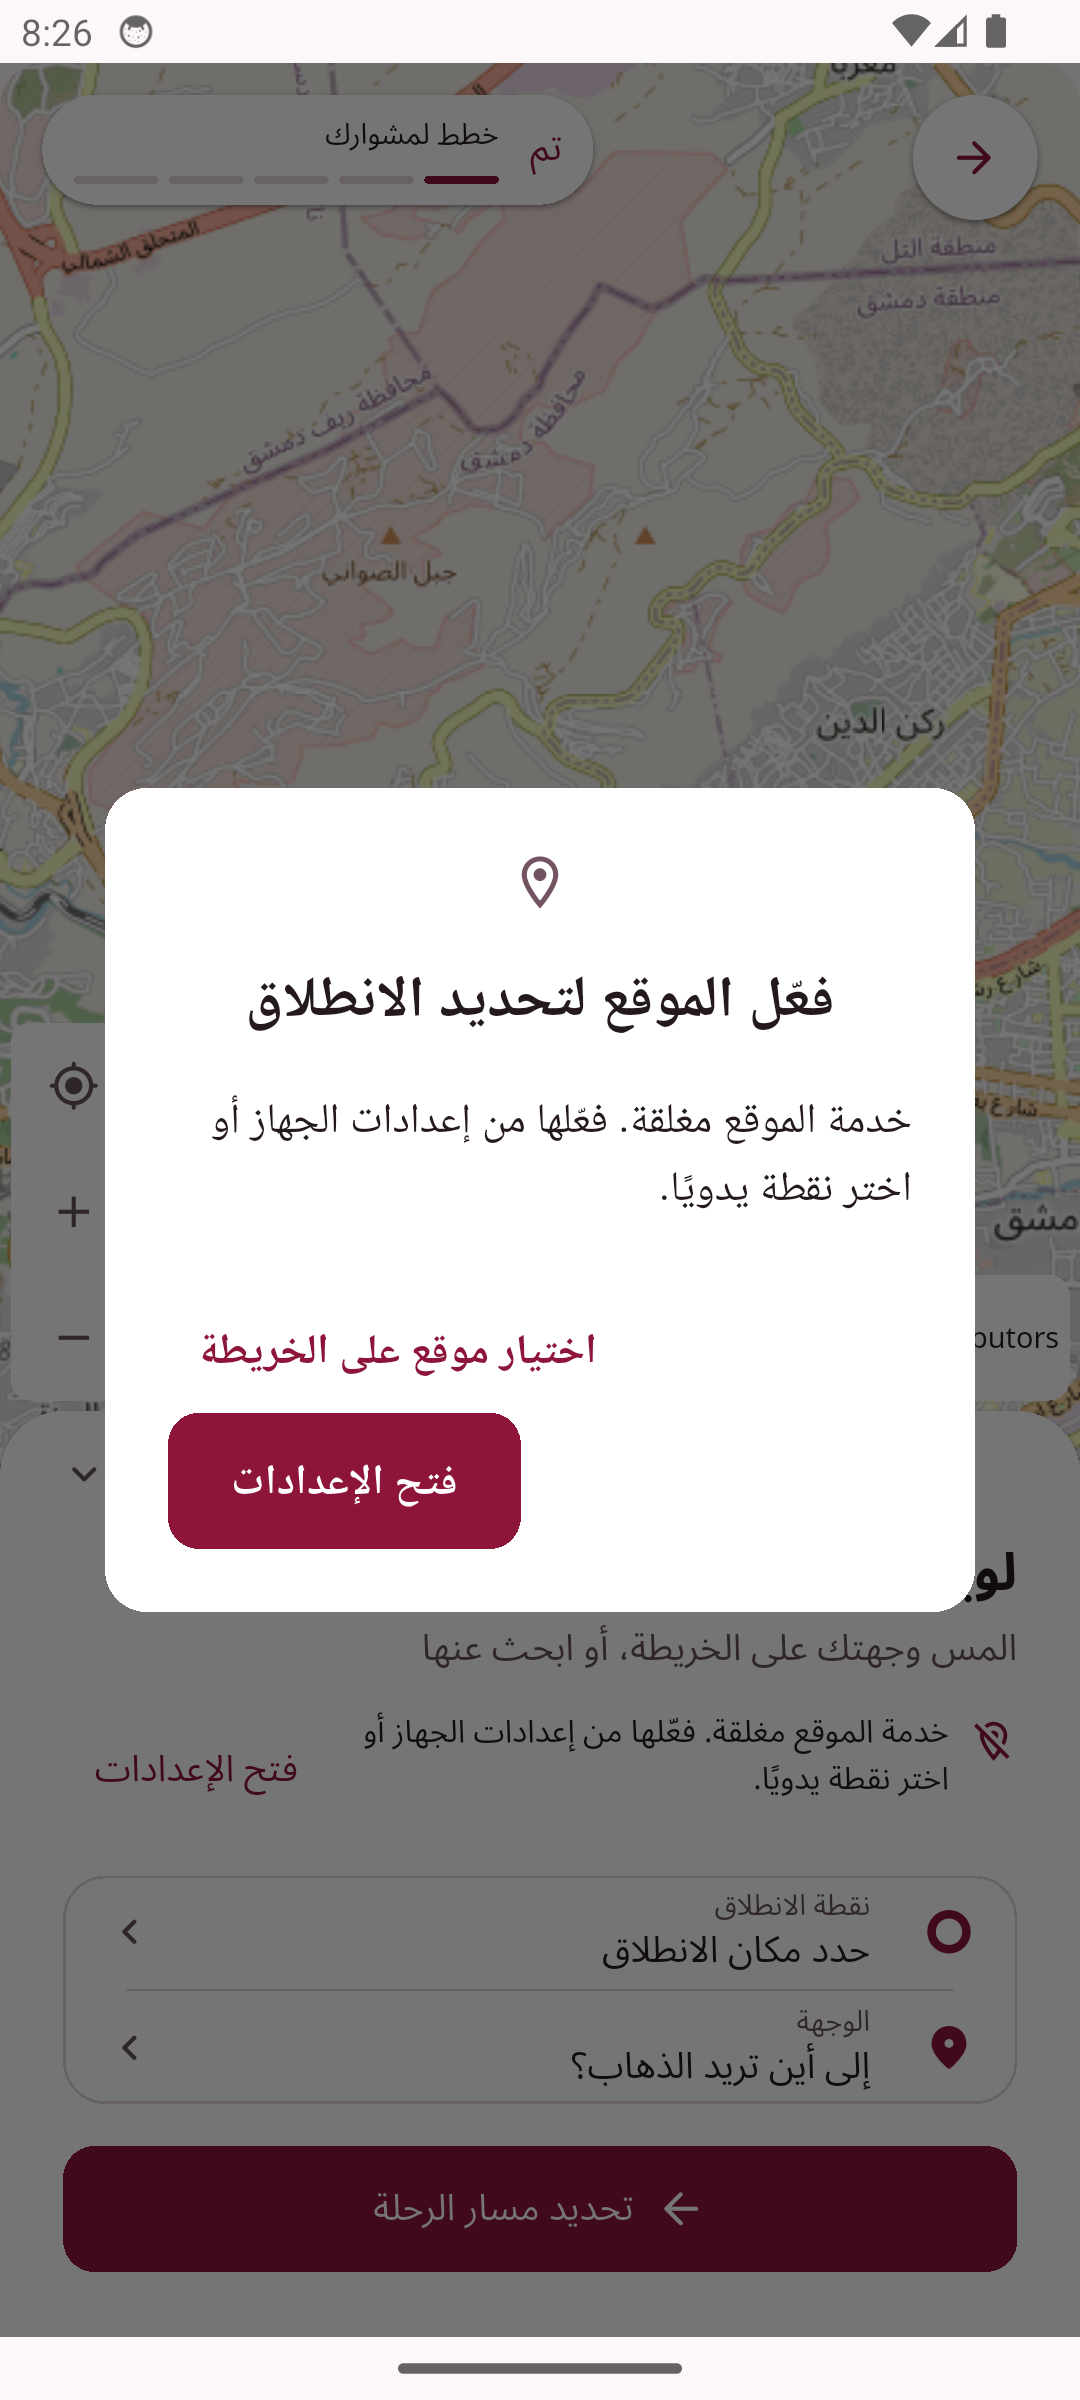 8:26
معربا
خطط لمشوارك
تم
المتحلق الشمالي
منطقة التل
منطقة دمشق
محافظة ريف دمشق
محافظة دمشق
جبل الصواني
ركن الدين
فعّل الموقع لتحديد الانطلاق
خدمة الموقع مغلقة. فعّلها من إعدادات الجهاز أو
اختر نقطة يدويًا.
اختيار موقع على الخريطة
فتح الإعدادات
المس وجهتك على الخريطة، أو ابحث عنها
خدمة الموقع مغلقة. فعّلها من إعدادات الجهاز أو
اختر نقطة يدويًا.
فتح الإعدادات
نقطة الانطلاق
حدد مكان الانطلاق
الوجهة
إلى أين تريد الذهاب؟
تحديد مسار الرحلة